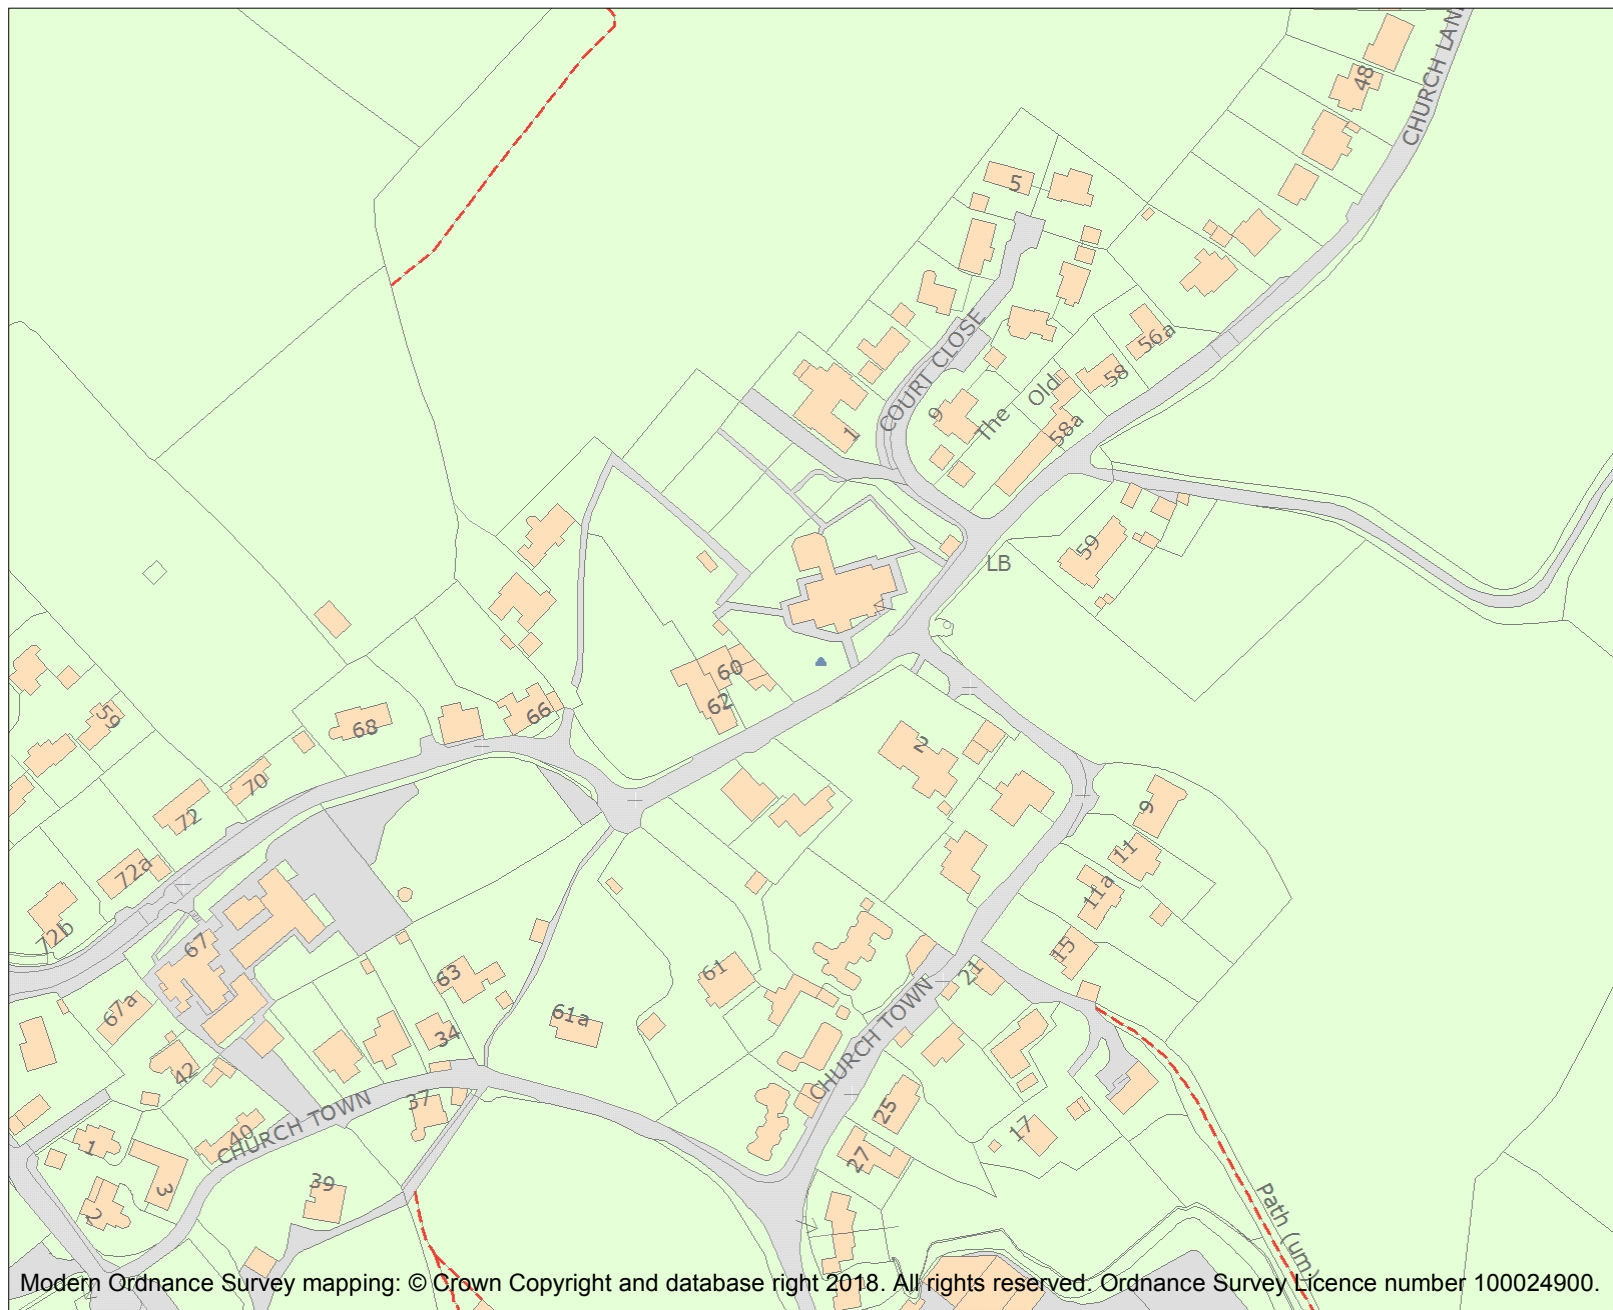 CHURCH LANE
48
5
COURT CLOSE
56a
58
The Old
9
58a
1
59
LB
60
62
66
68
59
70
72
72a
72b
2
9
11
11a
15
21
67
67a
63
61
61a
34
42
CHURCH TOWN
37
40
CHURCH TOWN
25
27
17
1
3
2
39
Path (um)
Modern Ordnance Survey mapping: © Crown Copyright and database right 2018. All rights reserved. Ordnance Survey Licence number 100024900.